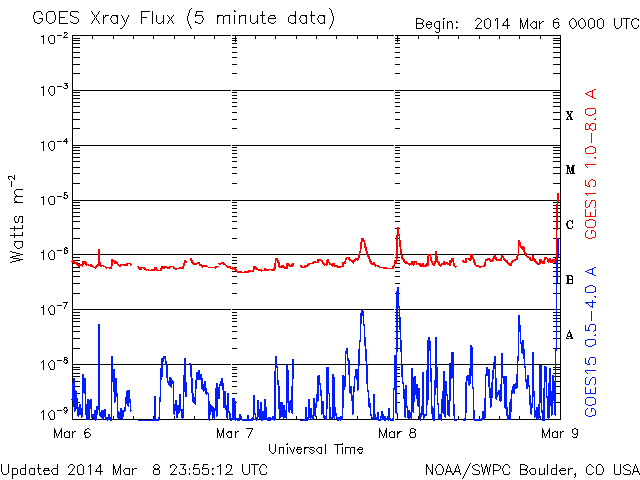 GOES Xray Flux (5 minute data)
Begin: 2014 Mar 6 0000 UTC
10⁻²
10⁻³
10⁻⁴
10⁻⁵
10⁻⁶
10⁻⁷
10⁻⁸
10⁻⁹
Watts m⁻²
X
M
C
B
A
GOES15 1.0-8.0 A
GOES15 0.5-4.0 A
Mar 6
Mar 7
Mar 8
Mar 9
Universal Time
Updated 2014 Mar 8 23:55:12 UTC
NOAA/SWPC Boulder, CO USA